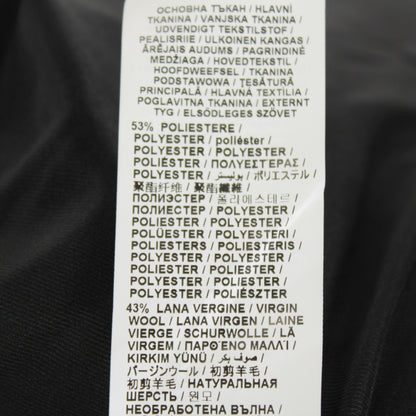 ОСНОВНА ТЪКАН / HLAVNÍ
TKANINA / VANJSKA TKANINA /
UDVENDIGT TEKSTILSTOF /
PEALISRIIE / ULKOINEN KANGAS /
ĀRĒJAIS AUDUMS / PAGRINDINĖ
MEDŽIAGA / HOVEDTEKSTIL /
HOOFDWEEFSEL / TKANINA
PODSTAWOWA / ŢESĂTURĂ
PRINCIPALĂ / HLAVNÁ TEXTÍLIA /
POGLAVITNA TKANINA / EXTERNT
TYG / ELSŐDLEGES SZÖVET
53% POLIESTERE /
POLYESTER / poliéster /
POLYESTER / POLYESTER /
POLIÉSTER / ΠΟΛΥΕΣΤΕΡΑΣ /
POLYESTER / بوليستر / ポリエステル /
聚酯纤维 / 聚酯纖維 /
ПОЛИЭСТЕР / 폴리에스테르 /
ПОЛИЕСТЕР / POLYESTER /
POLIESTER / POLYESTER /
POLÜESTER / POLYESTERI /
POLIESTERS / POLIESTERIS /
POLYESTER / POLYESTER /
POLIESTER / POLIESTER /
POLYESTER / POLIESTER /
POLYESTER / POLIÉSZTER
43% LANA VERGINE / VIRGIN
WOOL / LANA VIRGEN / LAINE
VIERGE / SCHURWOLLE / LÃ
VIRGEM / ΠΑΡΘΕΝΟ ΜΑΛΛΙ /
KIRKIM YÜNÜ / صوف بكر /
バージンウール / 初剪羊毛 /
初剪羊毛 / НАТУРАЛЬНАЯ
ШЕРСТЬ / 원모 /
НЕОБРАБОТЕНА ВЪЛНА /